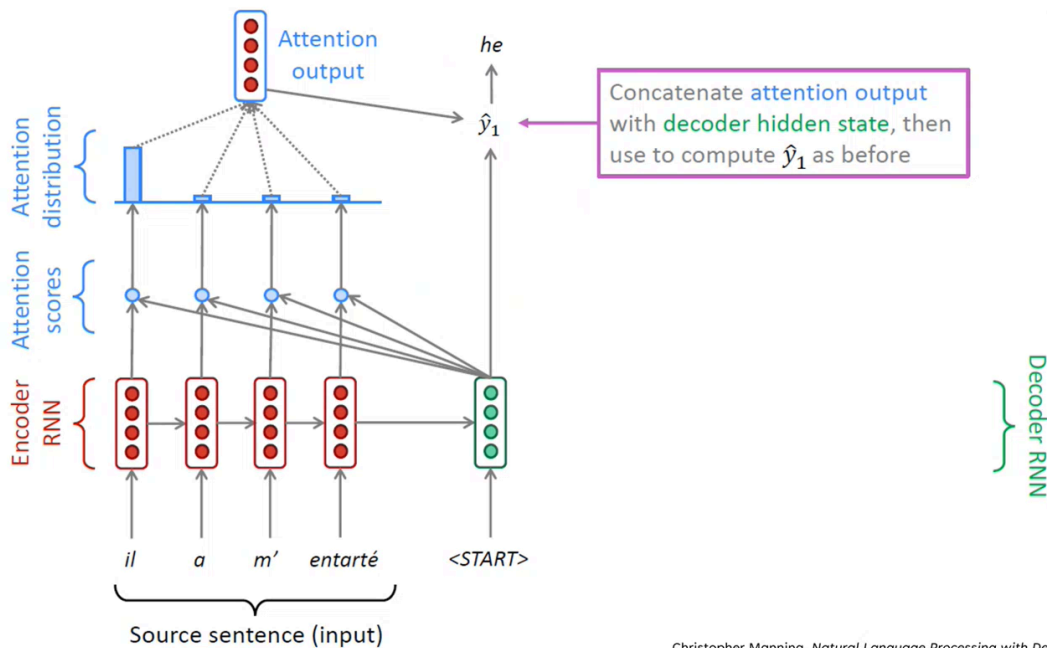 Attention
output
he
ŷ₁
Concatenate attention output
with decoder hidden state, then
use to compute ŷ₁ as before
Attention
distribution
Attention
scores
Encoder
RNN
Decoder RNN
il a m’ entarté <START>
Source sentence (input)
Christopher Manning, Natural Language Processing with De